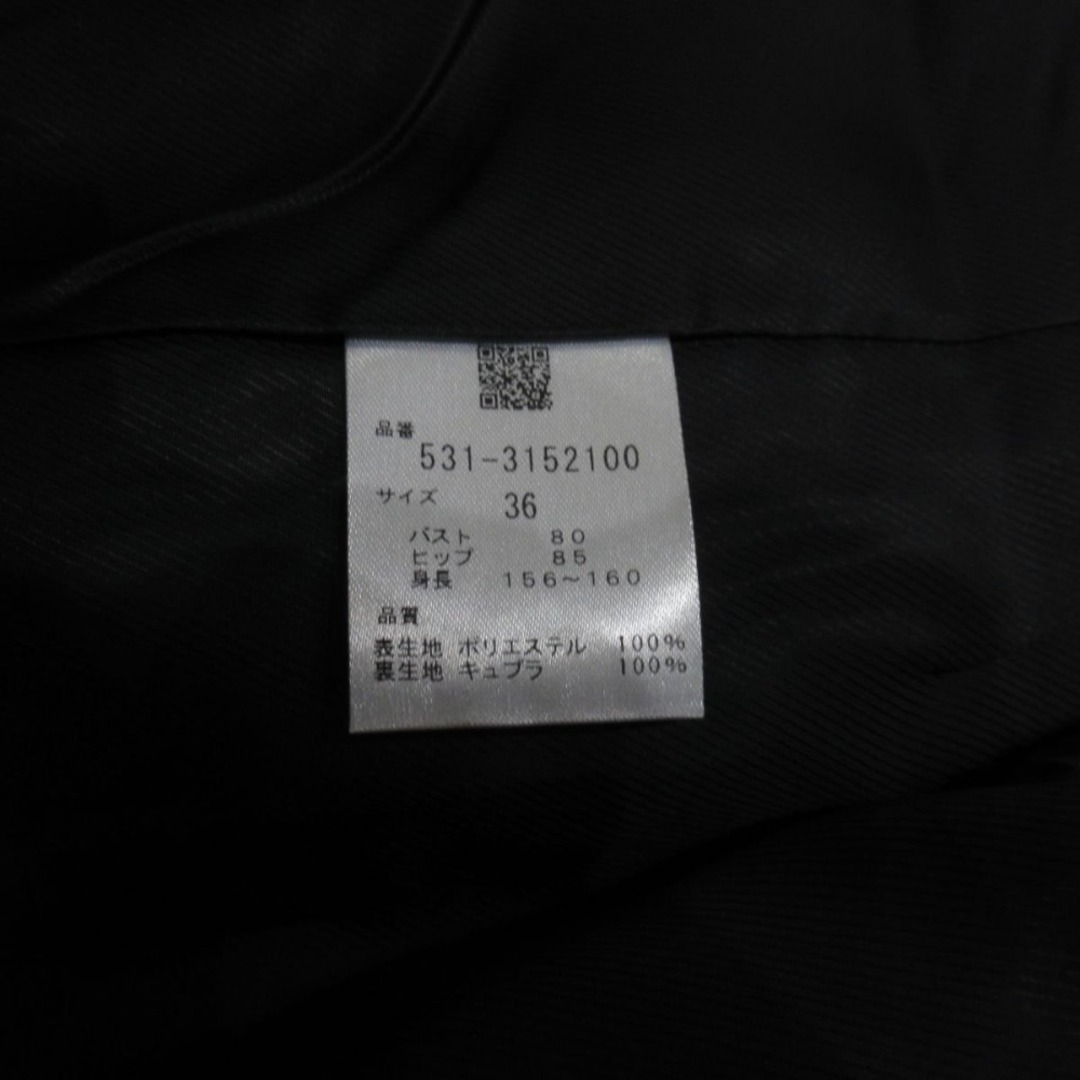 品番
531-3152100
サイズ 36
バスト 80
ヒップ 85
身長 156～160
品質
表生地 ポリエステル 100%
裏生地 キュプラ 100%